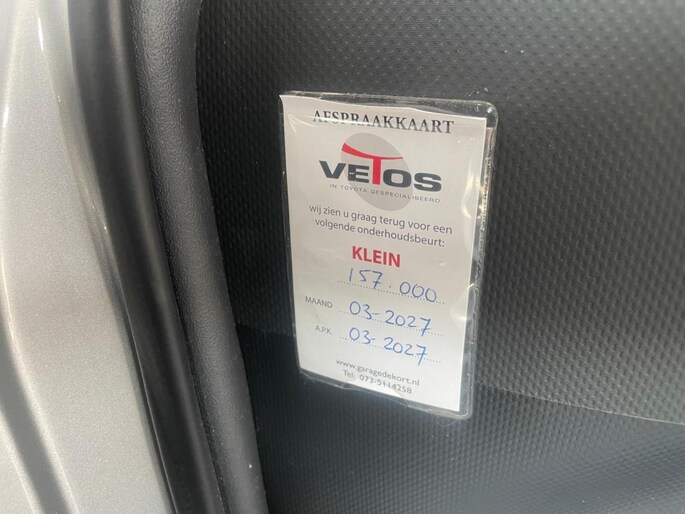 AFSPRAAKKAART
VETOS
IN TOYOTA GESPECIALISEERD
wij zien u graag terug voor een
volgende onderhoudsbeurt:
KLEIN
157.000
MAAND 03-2027
A.P.K. 03-2027
www.garagedekort.nl
Tel. 073-5114258